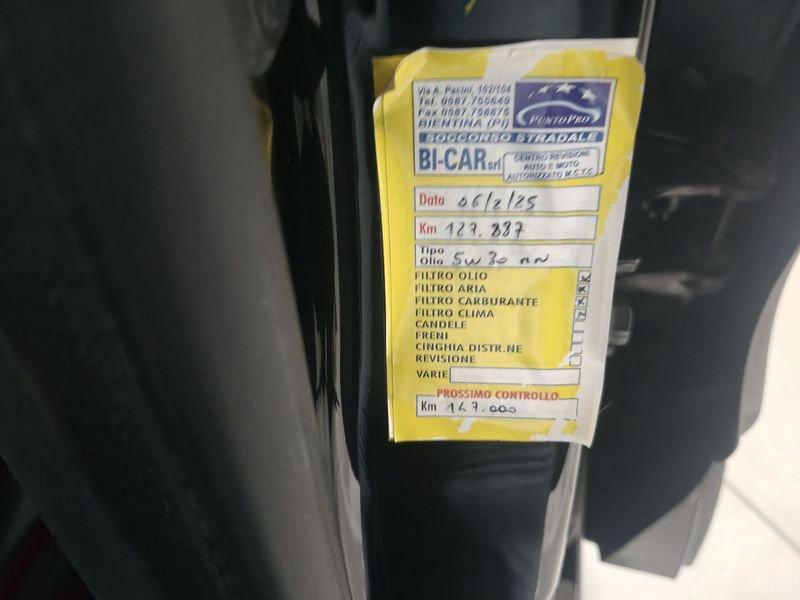 Via A. Pacini, 102/104
Tel. 0587.755649
Fax 0587.758875
BIENTINA (PI)
PUNTOPRO
SOCCORSO STRADALE
BI-CAR srl
CENTRO REVISIONI
AUTO E MOTO
AUTORIZZATO M.C.T.C.
Data 06/2/25
Km 127.887
Tipo
Olio 5W30
FILTRO OLIO X
FILTRO ARIA X
FILTRO CARBURANTE X
FILTRO CLIMA
CANDELE
FRENI
CINGHIA DISTR.NE
REVISIONE
VARIE
PROSSIMO CONTROLLO
Km 147.000